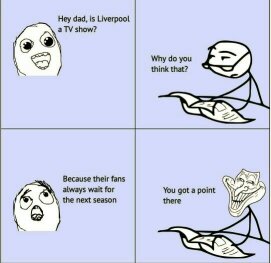 Hey dad, is Liverpool
a TV show?
Why do you
think that?
Because their fans
always wait for
the next season
You got a point
there